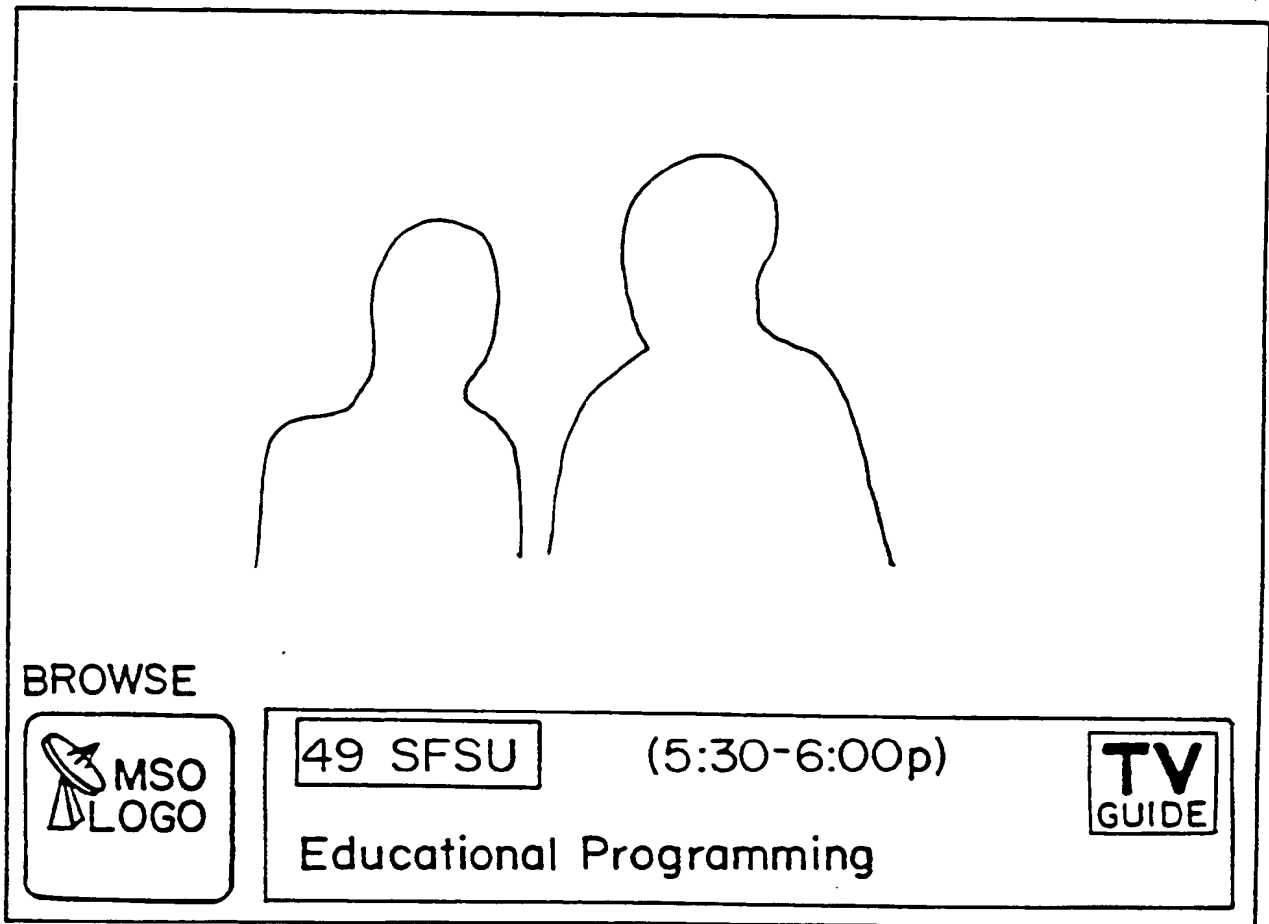 BROWSE
MSO
LOGO
49 SFSU (5:30-6:00p)
Educational Programming
TV
GUIDE